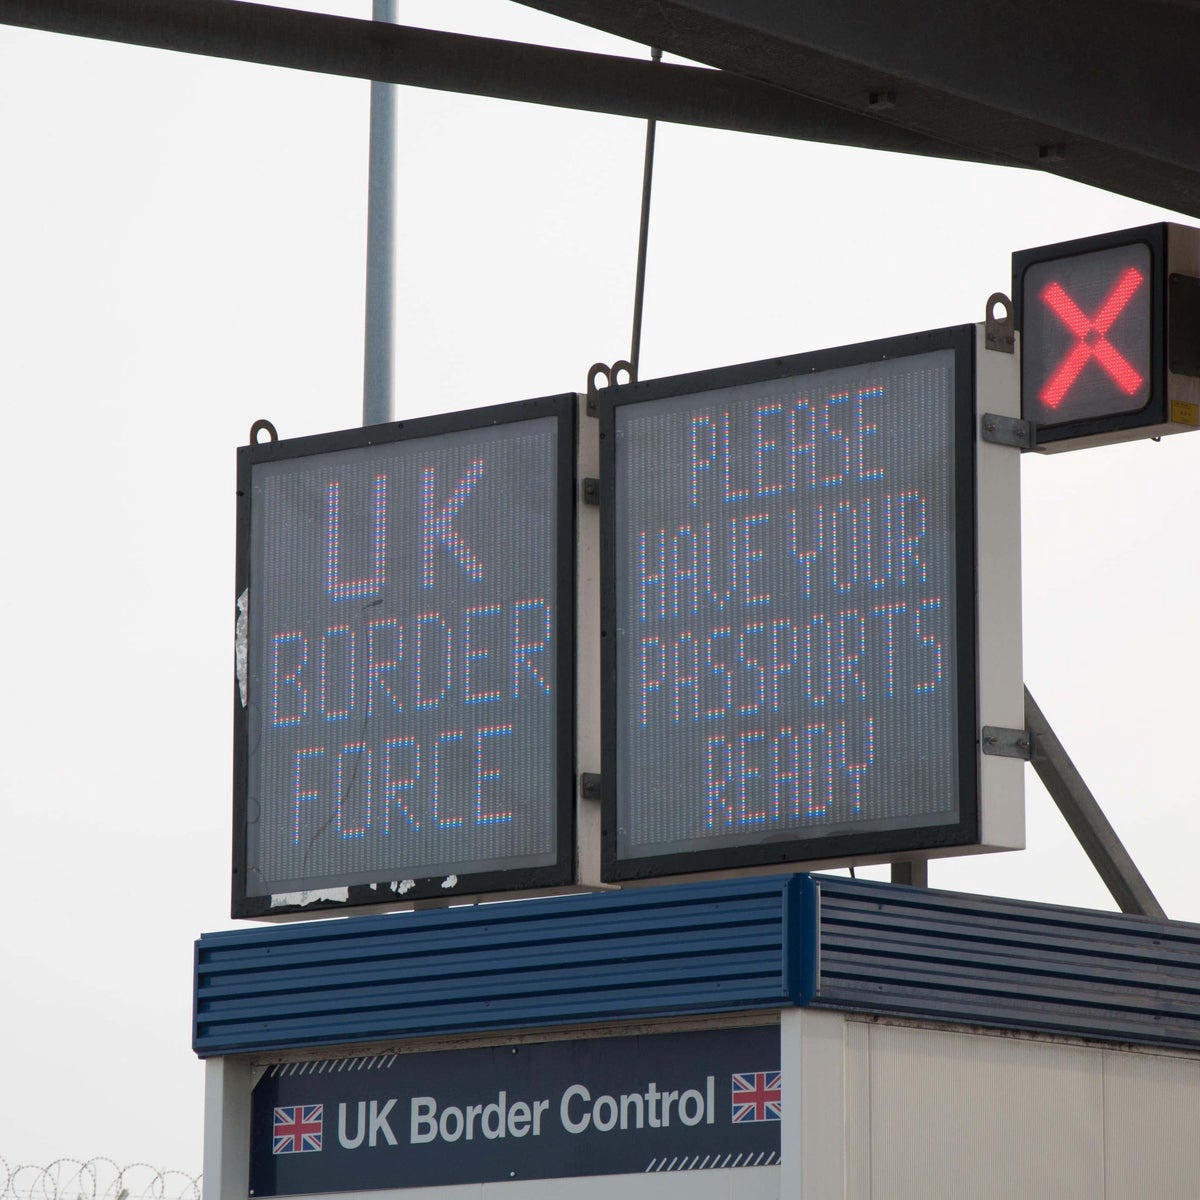 UK
BORDER
FORCE
PLEASE
HAVE YOUR
PASSPORTS
READY
UK Border Control